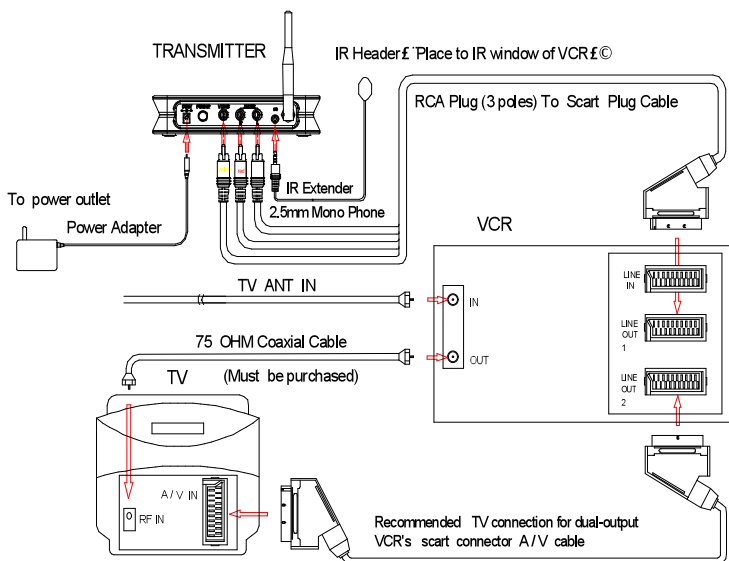 TRANSMITTER
IR Header£¨Place to IR window of VCR£©
RCA Plug (3 poles) To Scart Plug Cable
IR Extender
2.5mm Mono Phone
To power outlet
Power Adapter
VCR
LINE
IN
TV ANT IN
IN
LINE
OUT
1
75 OHM Coaxial Cable
OUT
TV
(Must be purchased)
LINE
OUT
2
A/V IN
RF IN
Recommended TV connection for dual-output
VCR's scart connector A/V cable